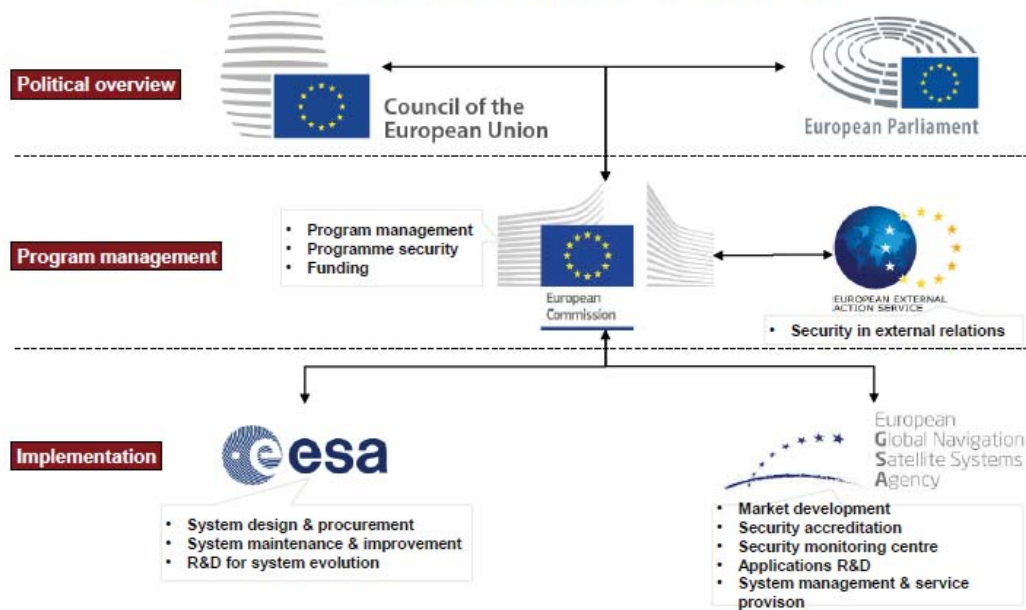 Political overview
Council of the
European Union
European Parliament
Program management
• Program management
• Programme security
• Funding
European
Commission
EUROPEAN EXTERNAL
ACTION SERVICE
• Security in external relations
Implementation
esa
European
Global Navigation
Satellite Systems
Agency
• System design & procurement
• System maintenance & improvement
• R&D for system evolution
• Market development
• Security accreditation
• Security monitoring centre
• Applications R&D
• System management & service
provison